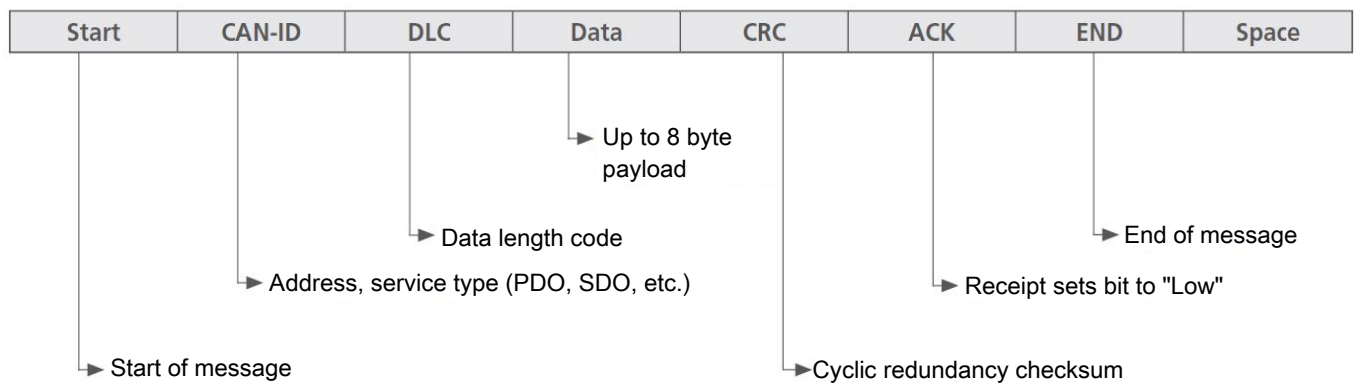 Start CAN-ID DLC Data CRC ACK END Space
Up to 8 byte
payload
Data length code
End of message
Address, service type (PDO, SDO, etc.)
Receipt sets bit to "Low"
Start of message
Cyclic redundancy checksum